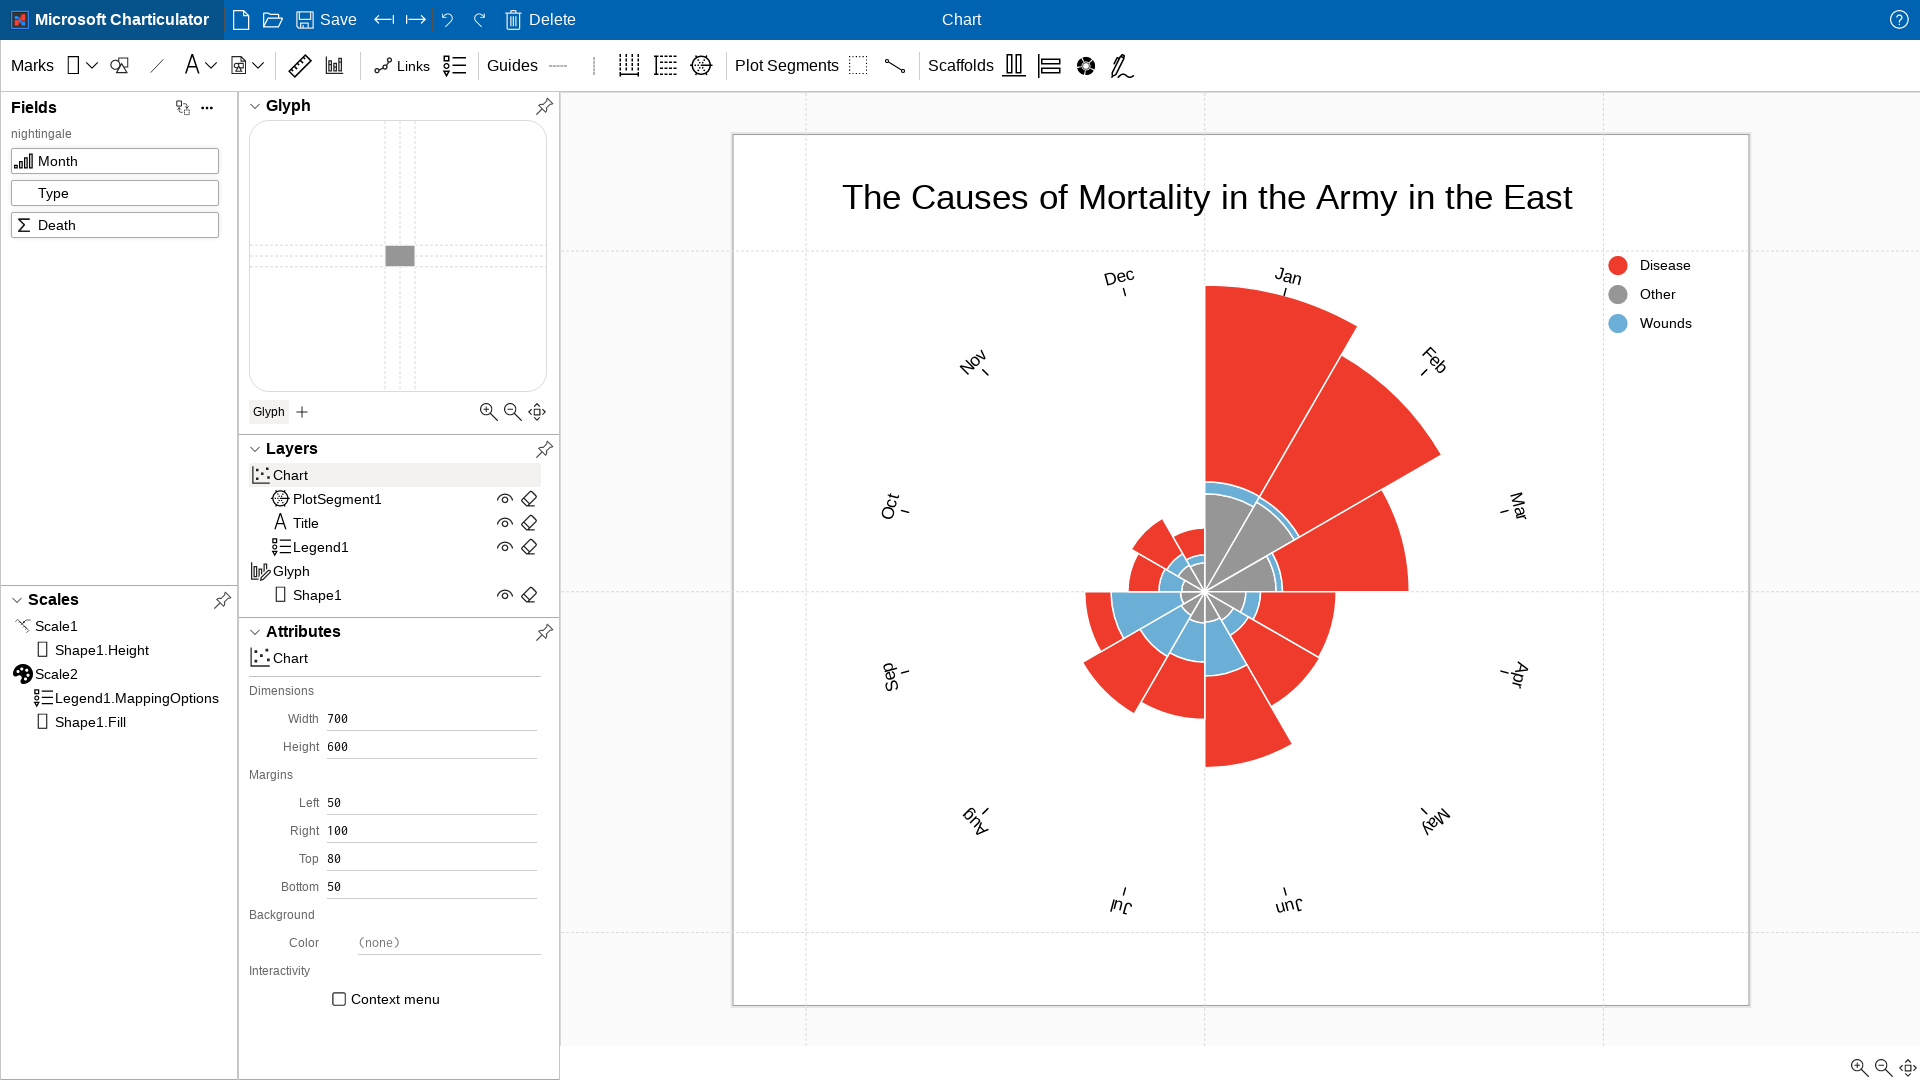 Microsoft Charticulator
Save
Delete
Chart
Marks
Links
Guides
Plot Segments
Scaffolds
Fields
nightingale
Month
Type
Death
Scales
Scale1
Shape1.Height
Scale2
Legend1.MappingOptions
Shape1.Fill
Glyph
Glyph
Layers
Chart
PlotSegment1
Title
Legend1
Glyph
Shape1
Attributes
Chart
Dimensions
Width 700
Height 600
Margins
Left 50
Right 100
Top 80
Bottom 50
Background
Color (none)
Interactivity
Context menu
The Causes of Mortality in the Army in the East
Disease
Other
Wounds
Jan
Feb
Mar
Apr
May
Jun
Jul
Aug
Sep
Oct
Nov
Dec